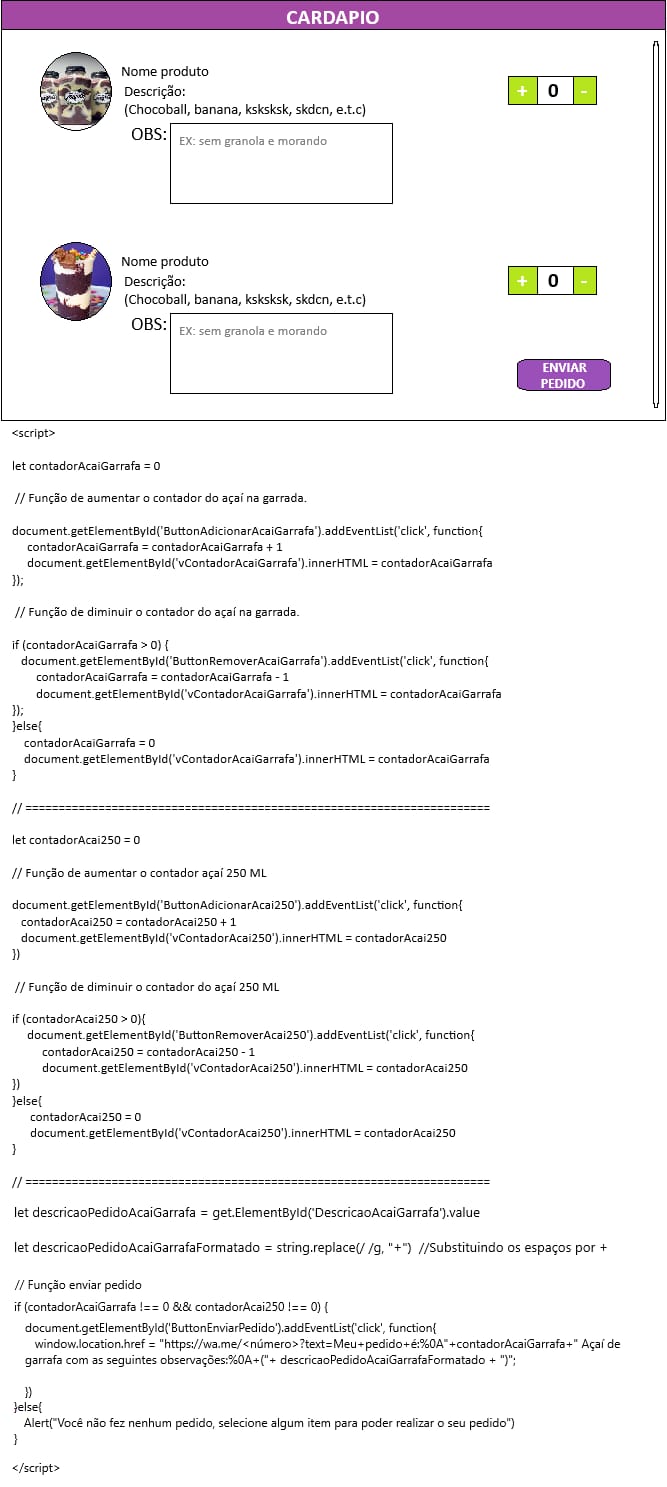 CARDAPIO
Nome produto
Descrição:
(Chocoball, banana, ksksksk, skdcn, e.t.c)
+ 0 -
OBS:
EX: sem granola e morando
Nome produto
Descrição:
(Chocoball, banana, ksksksk, skdcn, e.t.c)
+ 0 -
OBS:
EX: sem granola e morando
ENVIAR
PEDIDO
<script>
let contadorAcaiGarrafa = 0
// Função de aumentar o contador do açaí na garrada.
document.getElementById('ButtonAdicionarAcaiGarrafa').addEventList('click', function{
contadorAcaiGarrafa = contadorAcaiGarrafa + 1
document.getElementById('vContadorAcaiGarrafa').innerHTML = contadorAcaiGarrafa
});
// Função de diminuir o contador do açaí na garrada.
if (contadorAcaiGarrafa > 0) {
document.getElementById('ButtonRemoverAcaiGarrafa').addEventList('click', function{
contadorAcaiGarrafa = contadorAcaiGarrafa - 1
document.getElementById('vContadorAcaiGarrafa').innerHTML = contadorAcaiGarrafa
});
}else{
contadorAcaiGarrafa = 0
document.getElementById('vContadorAcaiGarrafa').innerHTML = contadorAcaiGarrafa
}
// ======================================================================
let contadorAcai250 = 0
// Função de aumentar o contador açaí 250 ML
document.getElementById('ButtonAdicionarAcai250').addEventList('click', function{
contadorAcai250 = contadorAcai250 + 1
document.getElementById('vContadorAcai250').innerHTML = contadorAcai250
})
// Função de diminuir o contador do açaí 250 ML
if (contadorAcai250 > 0){
document.getElementById('ButtonRemoverAcai250').addEventList('click', function{
contadorAcai250 = contadorAcai250 - 1
document.getElementById('vContadorAcai250').innerHTML = contadorAcai250
})
}else{
contadorAcai250 = 0
document.getElementById('vContadorAcai250').innerHTML = contadorAcai250
}
// ======================================================================
let descricaoPedidoAcaiGarrafa = get.ElementById('DescricaoAcaiGarrafa').value
let descricaoPedidoAcaiGarrafaFormatado = string.replace(/ /g, "+") //Substituindo os espaços por +
// Função enviar pedido
if (contadorAcaiGarrafa !== 0 && contadorAcai250 !== 0) {
document.getElementById('ButtonEnviarPedido').addEventList('click', function{
window.location.href = "https://wa.me/<número>?text=Meu+pedido+é:%0A"+contadorAcaiGarrafa+" Açaí de
garrafa com as seguintes observações:%0A+("+ descricaoPedidoAcaiGarrafaFormatado + ")";
})
}else{
Alert("Você não fez nenhum pedido, selecione algum item para poder realizar o seu pedido")
}
</script>